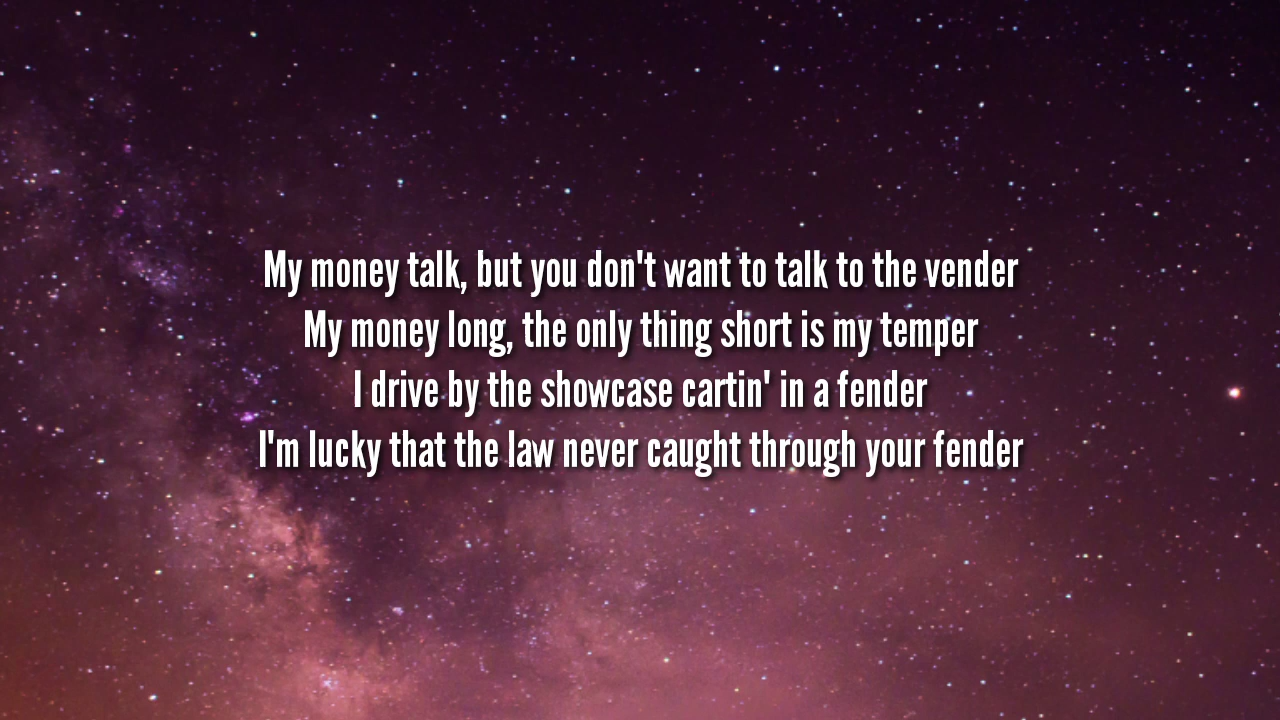 My money talk, but you don't want to talk to the vender
My money long, the only thing short is my temper
I drive by the showcase cartin' in a fender
I'm lucky that the law never caught through your fender